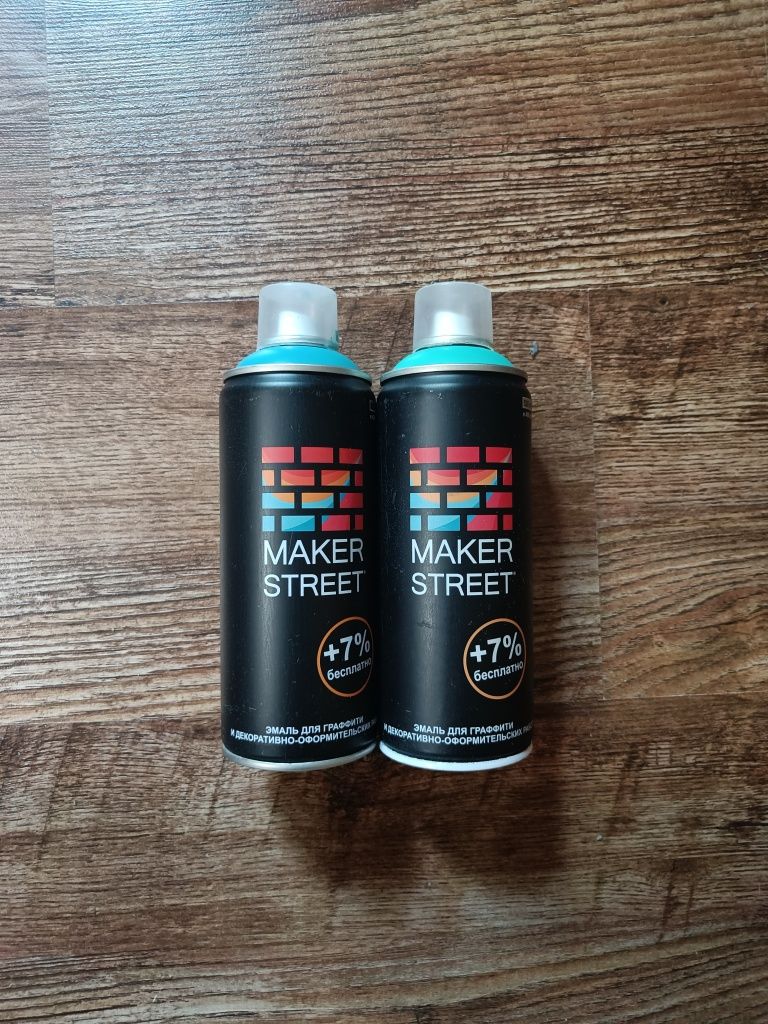 MAKER
STREET
+7%
бесплатно
ЭМАЛЬ ДЛЯ ГРАФФИТИ
И ДЕКОРАТИВНО-ОФОРМИТЕЛЬСКИХ
MAKER
STREET
+7%
бесплатно
ЭМАЛЬ ДЛЯ ГРАФФИТИ
И ДЕКОРАТИВНО-ОФОРМИТЕЛЬСКИХ